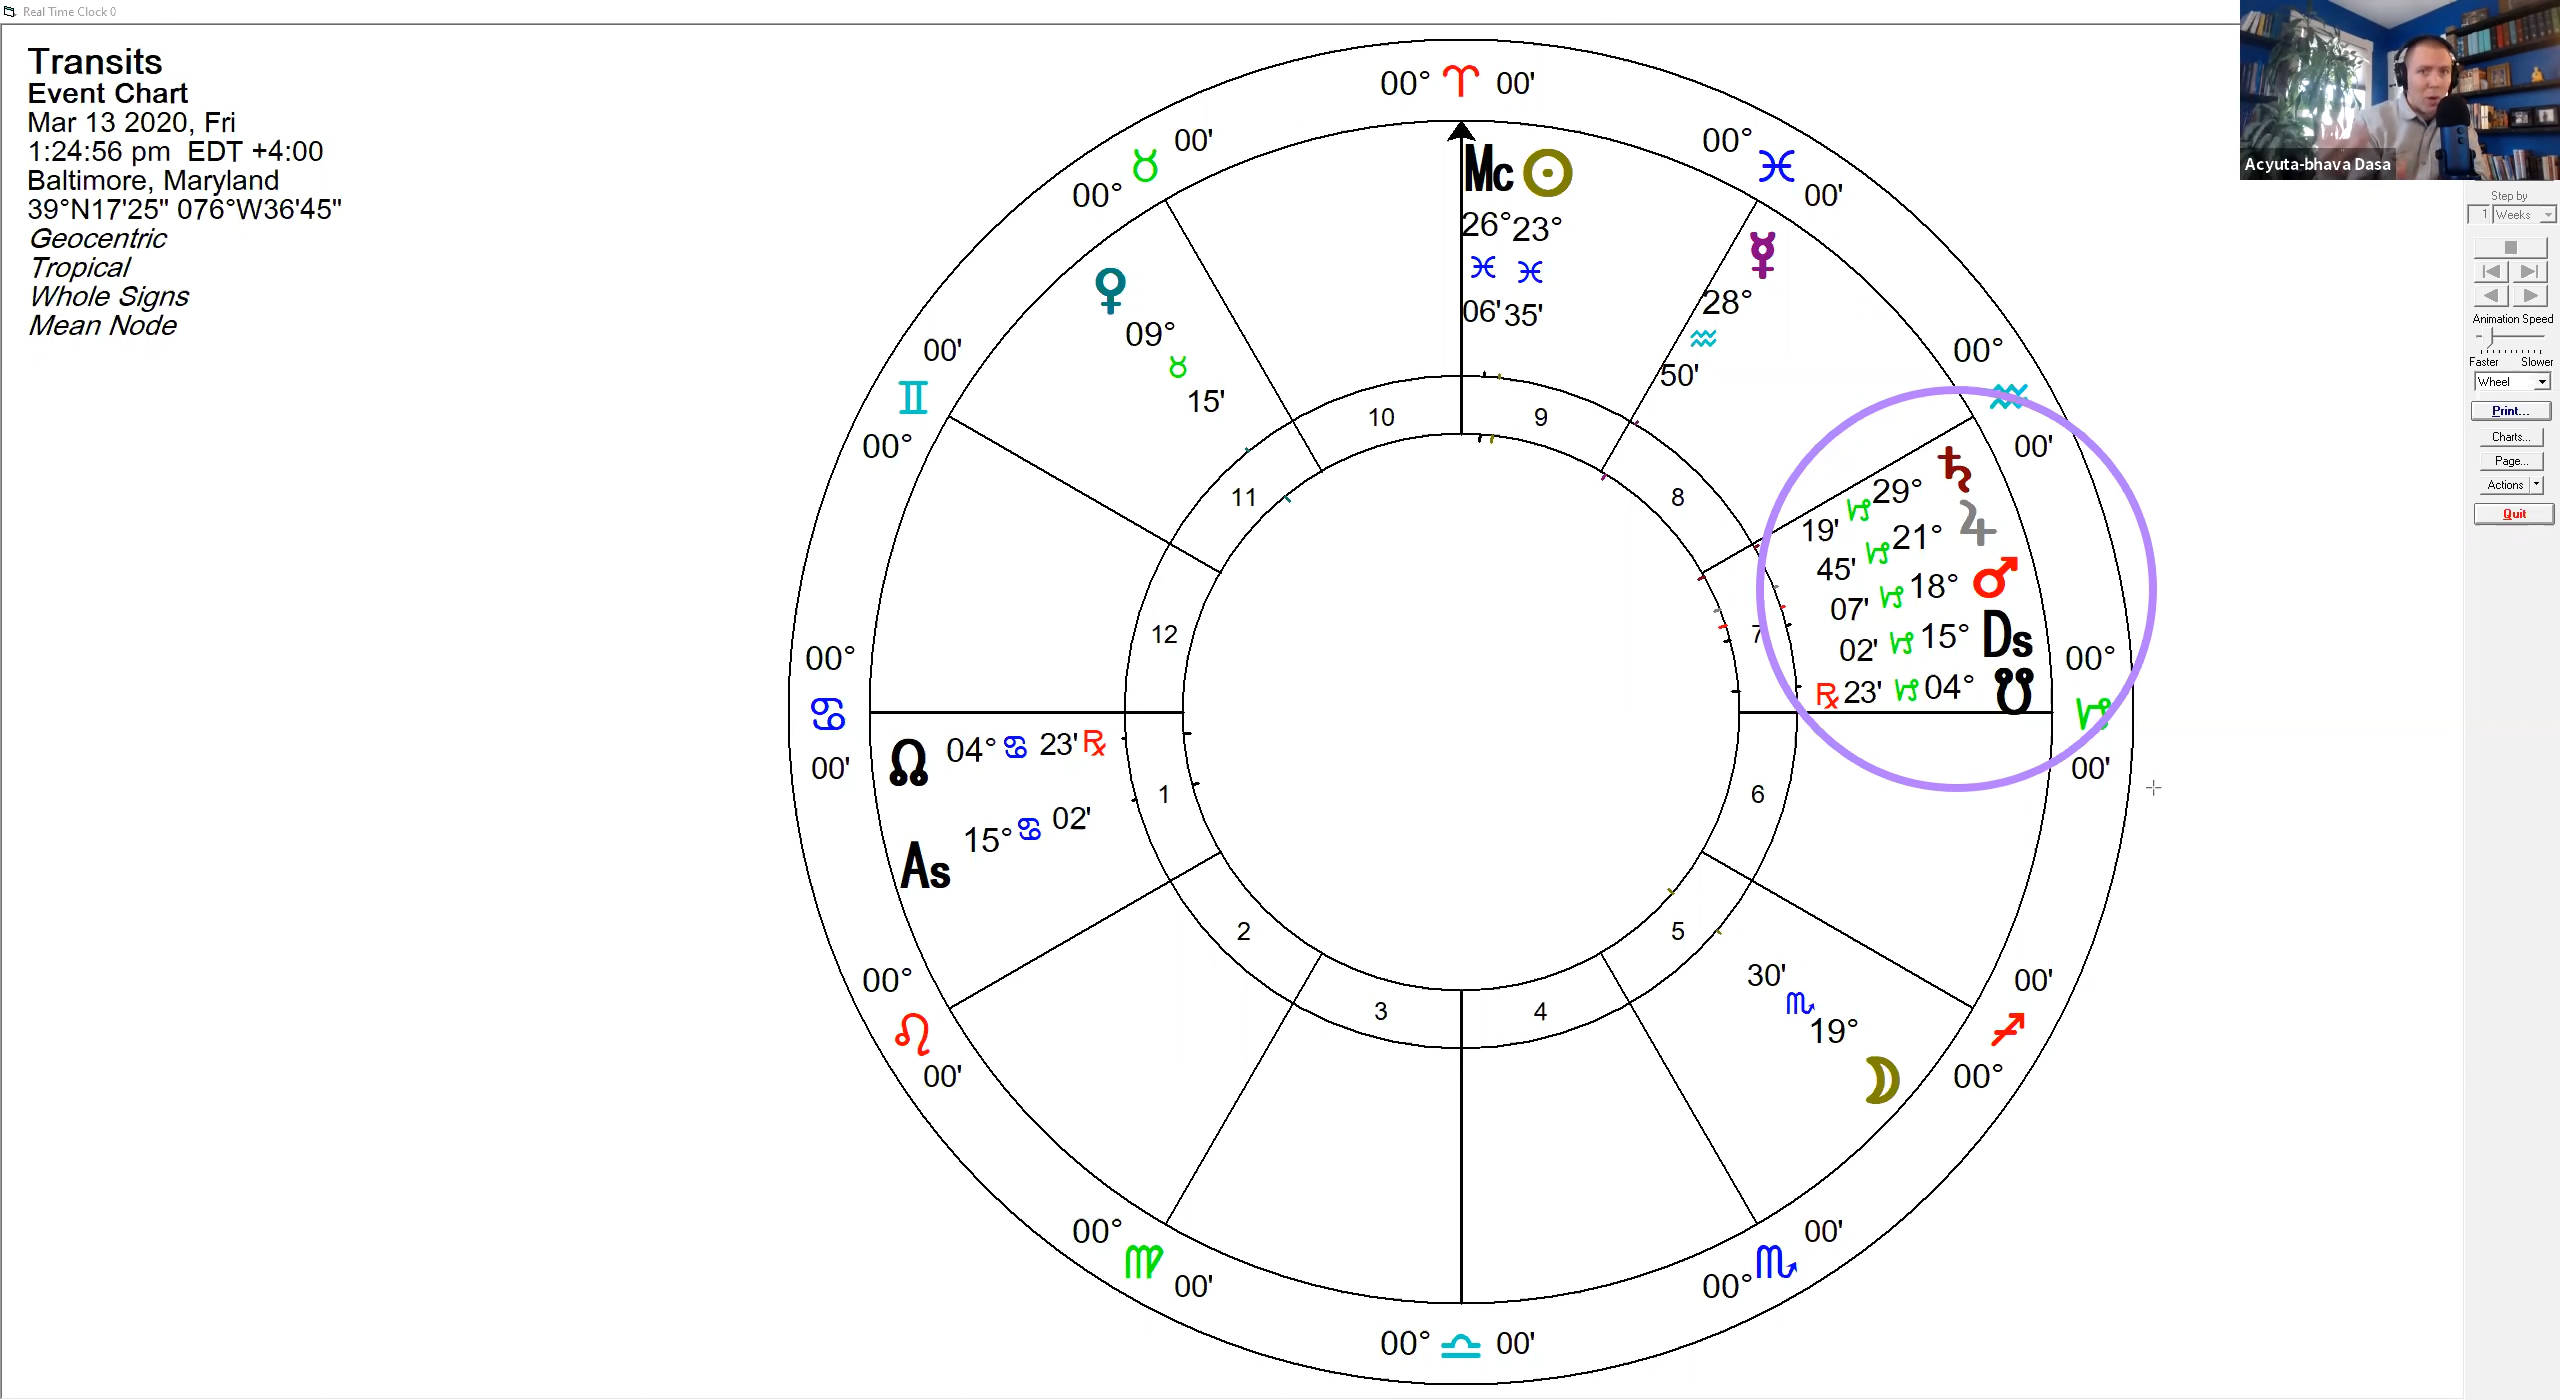 Real Time Clock 0
Transits
Event Chart
Mar 13 2020, Fri
1:24:56 pm EDT +4:00
Baltimore, Maryland
39°N17'25" 076°W36'45"
Geocentric
Tropical
Whole Signs
Mean Node
00° ♈ 00'
00° ♉ 00'
00° ♓ 00'
00° ♊ 00'
00° ♒ 00'
00° ♋ 00'
00° ♑ 00'
00° ♌ 00'
00° ♐ 00'
00° ♍ 00'
00° ♏ 00'
00° ♎ 00'
Mc 26° ♓ 06'
☉ 23° ♓ 35'
☿ 28° ♒ 50'
♀ 09° ♉ 15'
♄ 29° ♑ 19'
♃ 21° ♑ 45'
♂ 18° ♑ 07'
Ds 15° ♑ 02'
☋ 04° ♑ 23' ℞
☊ 04° ♋ 23' ℞
As 15° ♋ 02'
☽ 19° ♏ 30'
1
2
3
4
5
6
7
8
9
10
11
12
Acyuta-bhava Dasa
Step by
1 Weeks
Animation Speed
Faster Slower
Wheel
Print...
Charts...
Page...
Actions
Quit